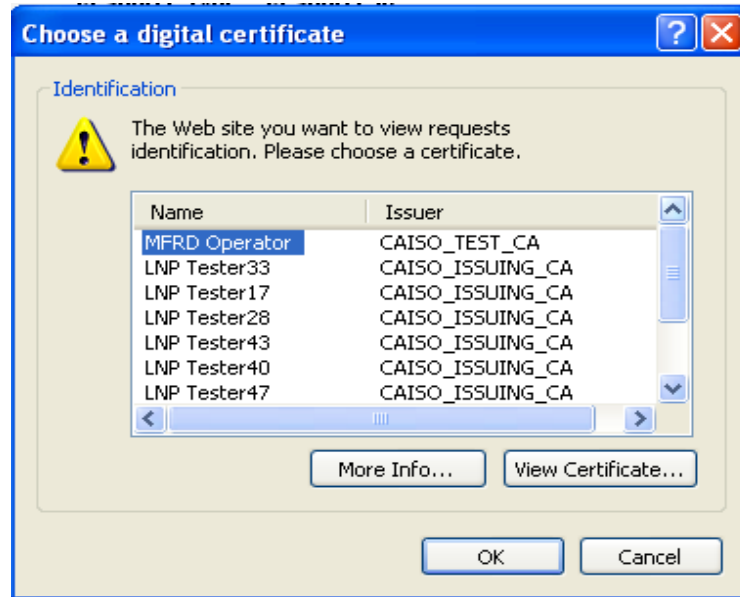 Choose a digital certificate
Identification
The Web site you want to view requests
identification. Please choose a certificate.
Name Issuer
MFRD Operator CAISO_TEST_CA
LNP Tester33 CAISO_ISSUING_CA
LNP Tester17 CAISO_ISSUING_CA
LNP Tester28 CAISO_ISSUING_CA
LNP Tester43 CAISO_ISSUING_CA
LNP Tester40 CAISO_ISSUING_CA
LNP Tester47 CAISO_ISSUING_CA
More Info... View Certificate...
OK Cancel